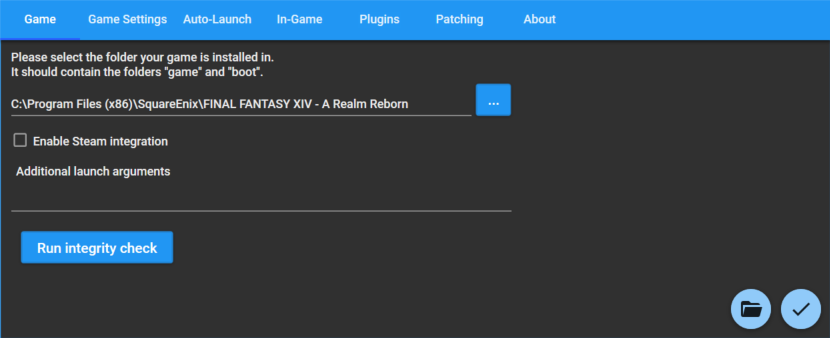 Game Game Settings Auto-Launch In-Game Plugins Patching About
Please select the folder your game is installed in.
It should contain the folders "game" and "boot".
C:\Program Files (x86)\SquareEnix\FINAL FANTASY XIV - A Realm Reborn ...
Enable Steam integration
Additional launch arguments
Run integrity check